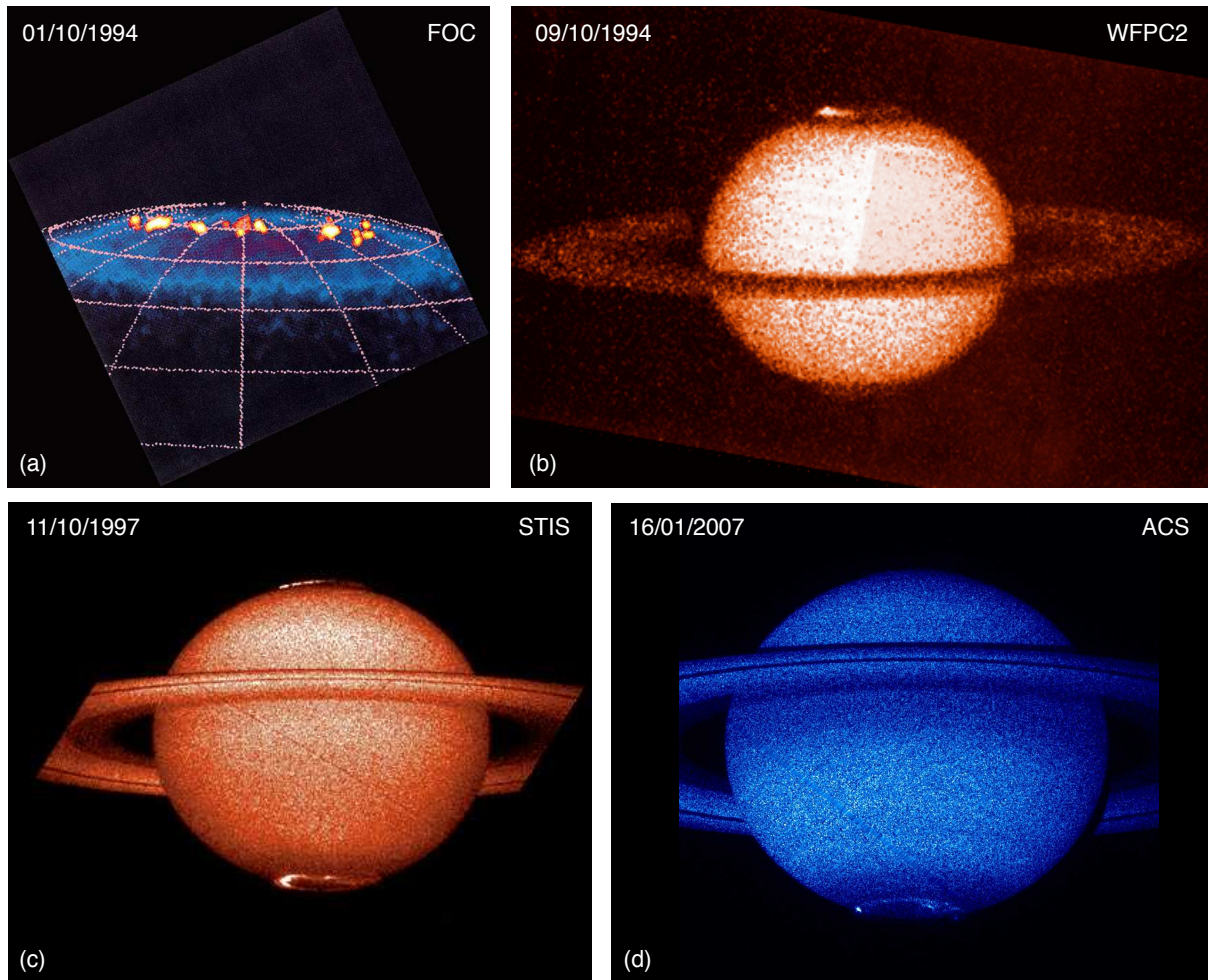 01/10/1994 FOC
(a)
09/10/1994 WFPC2
(b)
11/10/1997 STIS
(c)
16/01/2007 ACS
(d)